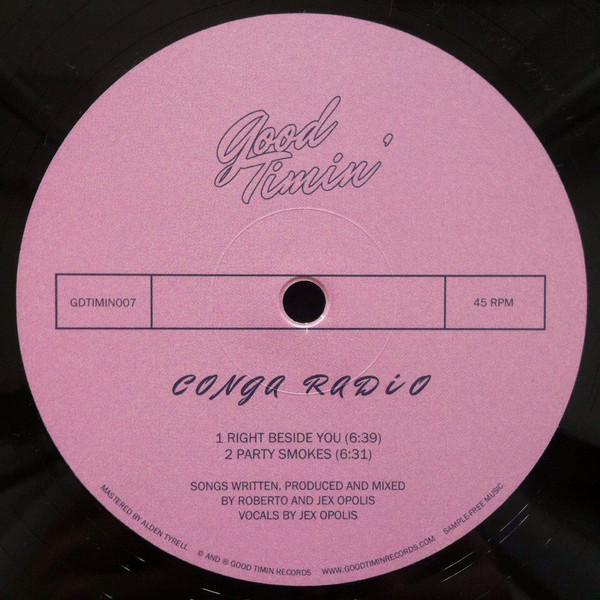 Good
Timin'
GDTIMIN007
45 RPM
CONGA RADiO
1 RIGHT BESIDE YOU (6:39)
2 PARTY SMOKES (6:31)
SONGS WRITTEN, PRODUCED AND MIXED
BY ROBERTO AND JEX OPOLIS
VOCALS BY JEX OPOLIS
MASTERED BY ALDEN TYRELL
© AND ℗ GOOD TIMIN RECORDS
WWW.GOODTIMINRECORDS.COM
SAMPLE-FREE MUSIC